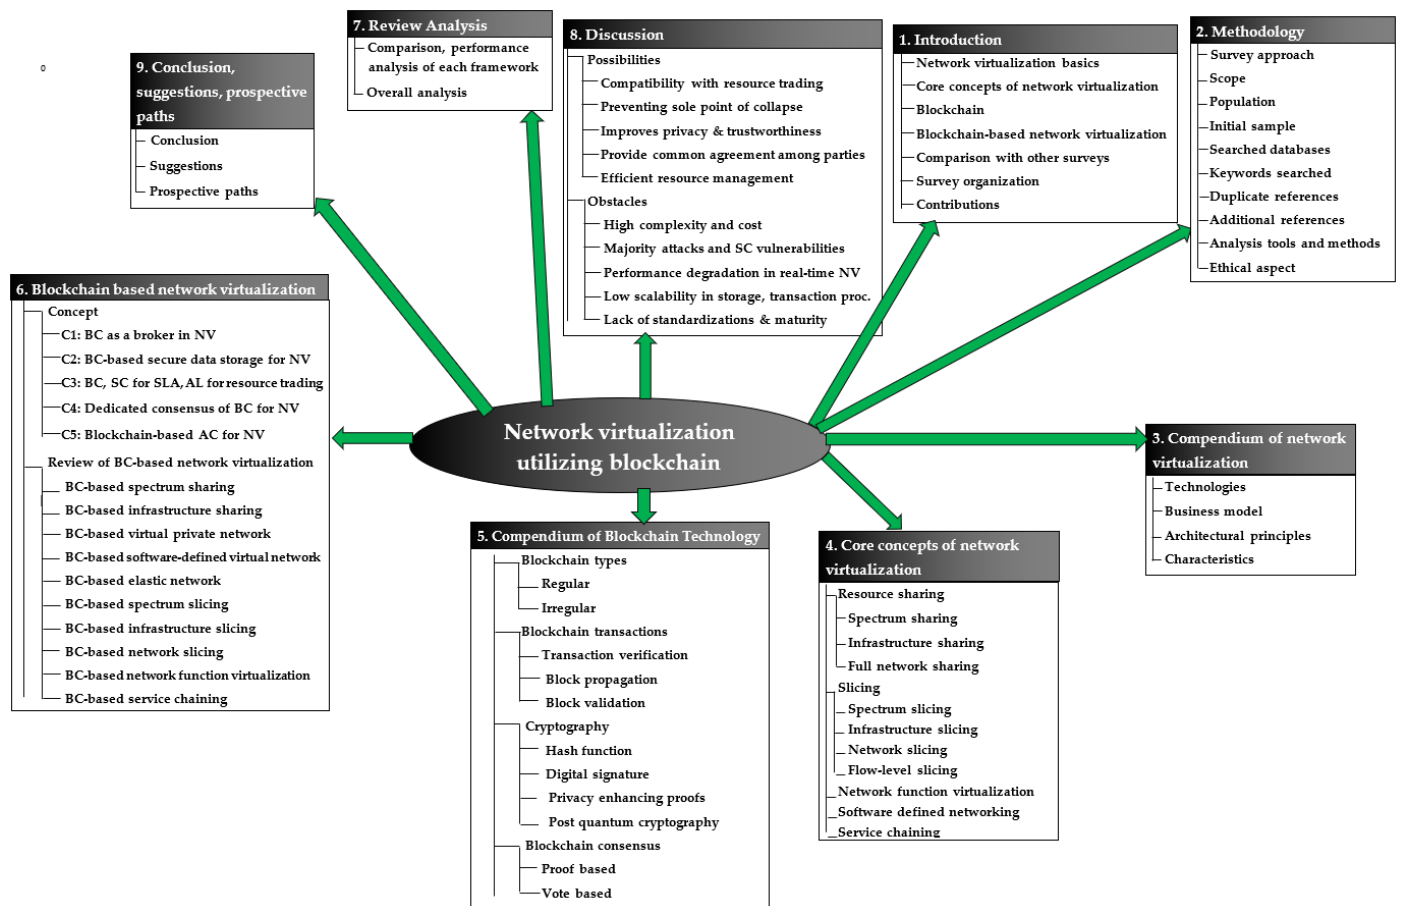 7. Review Analysis
Comparison, performance
analysis of each framework
Overall analysis
8. Discussion
Possibilities
Compatibility with resource trading
Preventing sole point of collapse
Improves privacy & trustworthiness
Provide common agreement among parties
Efficient resource management
Obstacles
High complexity and cost
Majority attacks and SC vulnerabilities
Performance degradation in real-time NV
Low scalability in storage, transaction proc.
Lack of standardizations & maturity
1. Introduction
Network virtualization basics
Core concepts of network virtualization
Blockchain
Blockchain-based network virtualization
Comparison with other surveys
Survey organization
Contributions
2. Methodology
Survey approach
Scope
Population
Initial sample
Searched databases
Keywords searched
Duplicate references
Additional references
Analysis tools and methods
Ethical aspect
o
9. Conclusion,
suggestions, prospective
paths
Conclusion
Suggestions
Prospective paths
6. Blockchain based network virtualization
Concept
C1: BC as a broker in NV
C2: BC-based secure data storage for NV
C3: BC, SC for SLA, AL for resource trading
C4: Dedicated consensus of BC for NV
C5: Blockchain-based AC for NV
Review of BC-based network virtualization
BC-based spectrum sharing
BC-based infrastructure sharing
BC-based virtual private network
BC-based software-defined virtual network
BC-based elastic network
BC-based spectrum slicing
BC-based infrastructure slicing
BC-based network slicing
BC-based network function virtualization
BC-based service chaining
Network virtualization
utilizing blockchain
3. Compendium of network
virtualization
Technologies
Business model
Architectural principles
Characteristics
5. Compendium of Blockchain Technology
Blockchain types
Regular
Irregular
Blockchain transactions
Transaction verification
Block propagation
Block validation
Cryptography
Hash function
Digital signature
Privacy enhancing proofs
Post quantum cryptography
Blockchain consensus
Proof based
Vote based
4. Core concepts of network
virtualization
Resource sharing
Spectrum sharing
Infrastructure sharing
Full network sharing
Slicing
Spectrum slicing
Infrastructure slicing
Network slicing
Flow-level slicing
Network function virtualization
Software defined networking
Service chaining